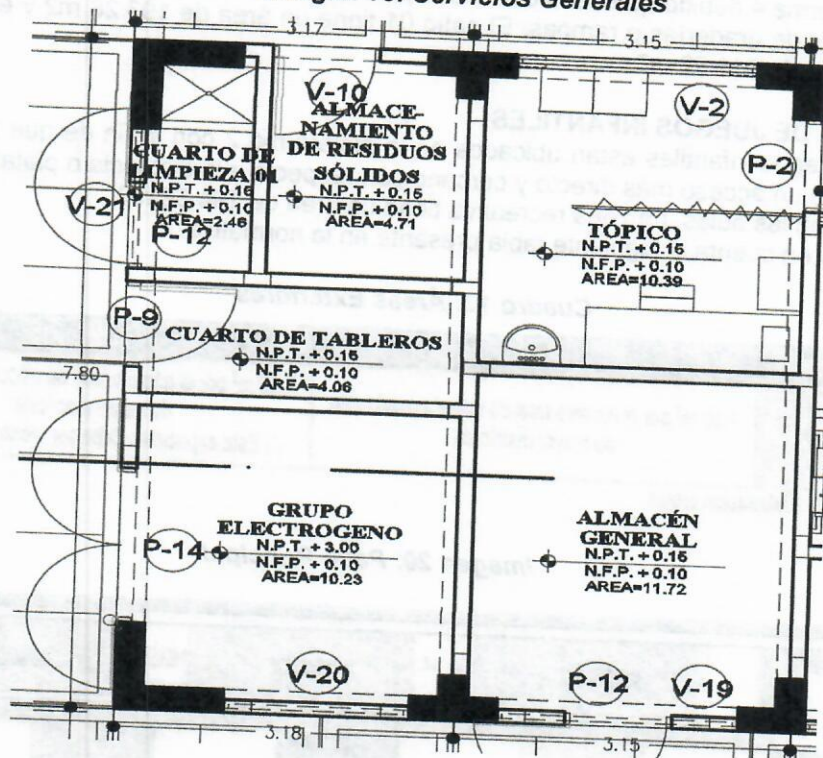 Servicios Generales
3.17
3.15
V-10
ALMACE-
NAMIENTO
DE RESIDUOS
SÓLIDOS
N.P.T. + 0.15
N.F.P. + 0.10
AREA=4.71
CUARTO DE
LIMPIEZA 01
N.P.T. + 0.15
N.F.P. + 0.10
AREA=2.48
V-21
P-12
V-2
P-2
TÓPICO
N.P.T. + 0.15
N.F.P. + 0.10
AREA=10.39
P-9
CUARTO DE TABLEROS
N.P.T. + 0.15
N.F.P. + 0.10
AREA=4.06
7.80
GRUPO
ELECTROGENO
N.P.T. + 3.00
N.F.P. + 0.10
AREA=10.23
P-14
ALMACÉN
GENERAL
N.P.T. + 0.15
N.F.P. + 0.10
AREA=11.72
V-20
P-12
V-19
3.18
3.15